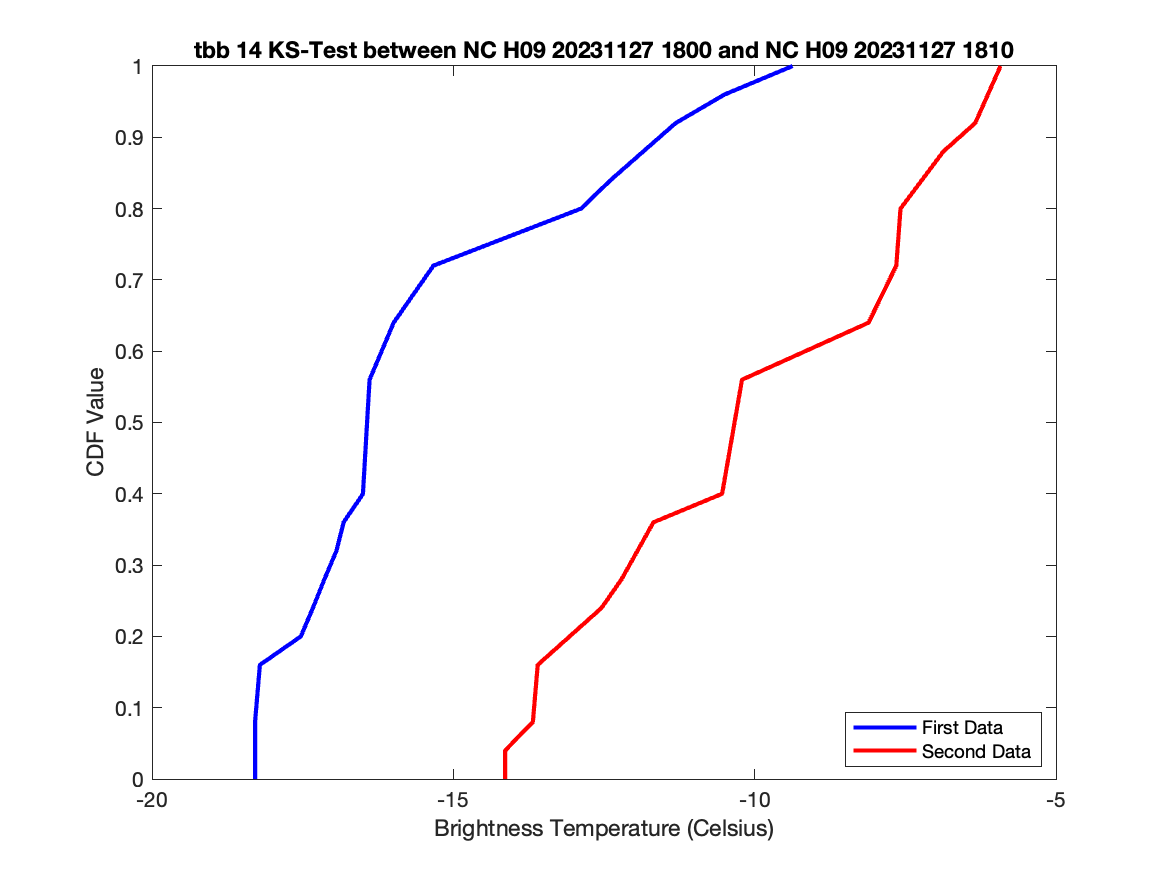 tbb 14 KS-Test between NC H09 20231127 1800 and NC H09 20231127 1810
1
0.9
0.8
0.7
0.6
0.5
0.4
0.3
0.2
0.1
0
CDF Value
First Data
Second Data
-20 -15 -10 -5
Brightness Temperature (Celsius)